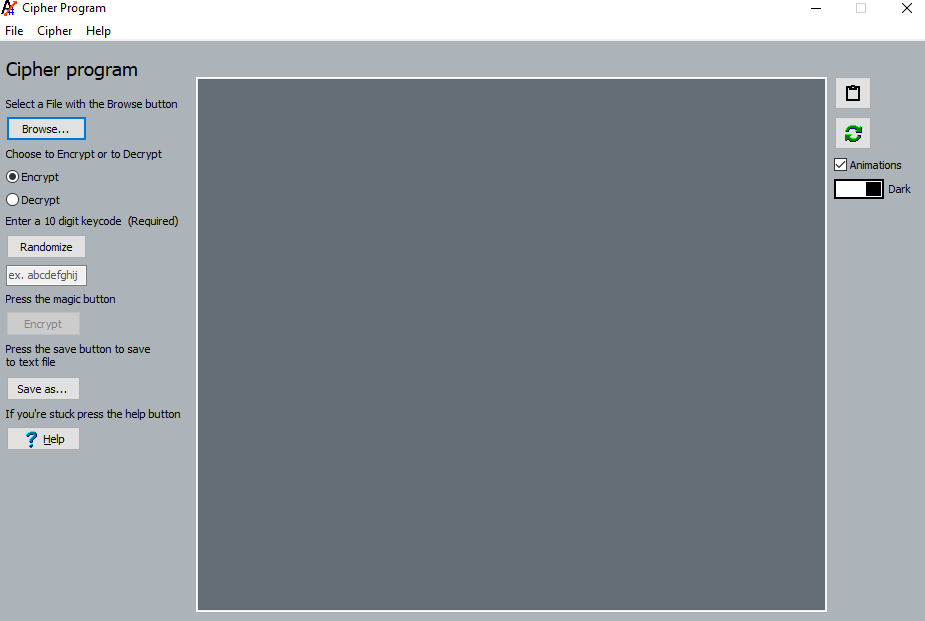 Cipher Program
File Cipher Help
Cipher program
Select a File with the Browse button
Browse...
Choose to Encrypt or to Decrypt
Encrypt
Decrypt
Enter a 10 digit keycode (Required)
Randomize
ex. abcdefghij
Press the magic button
Encrypt
Press the save button to save
to text file
Save as...
If you're stuck press the help button
? Help
Animations
Dark